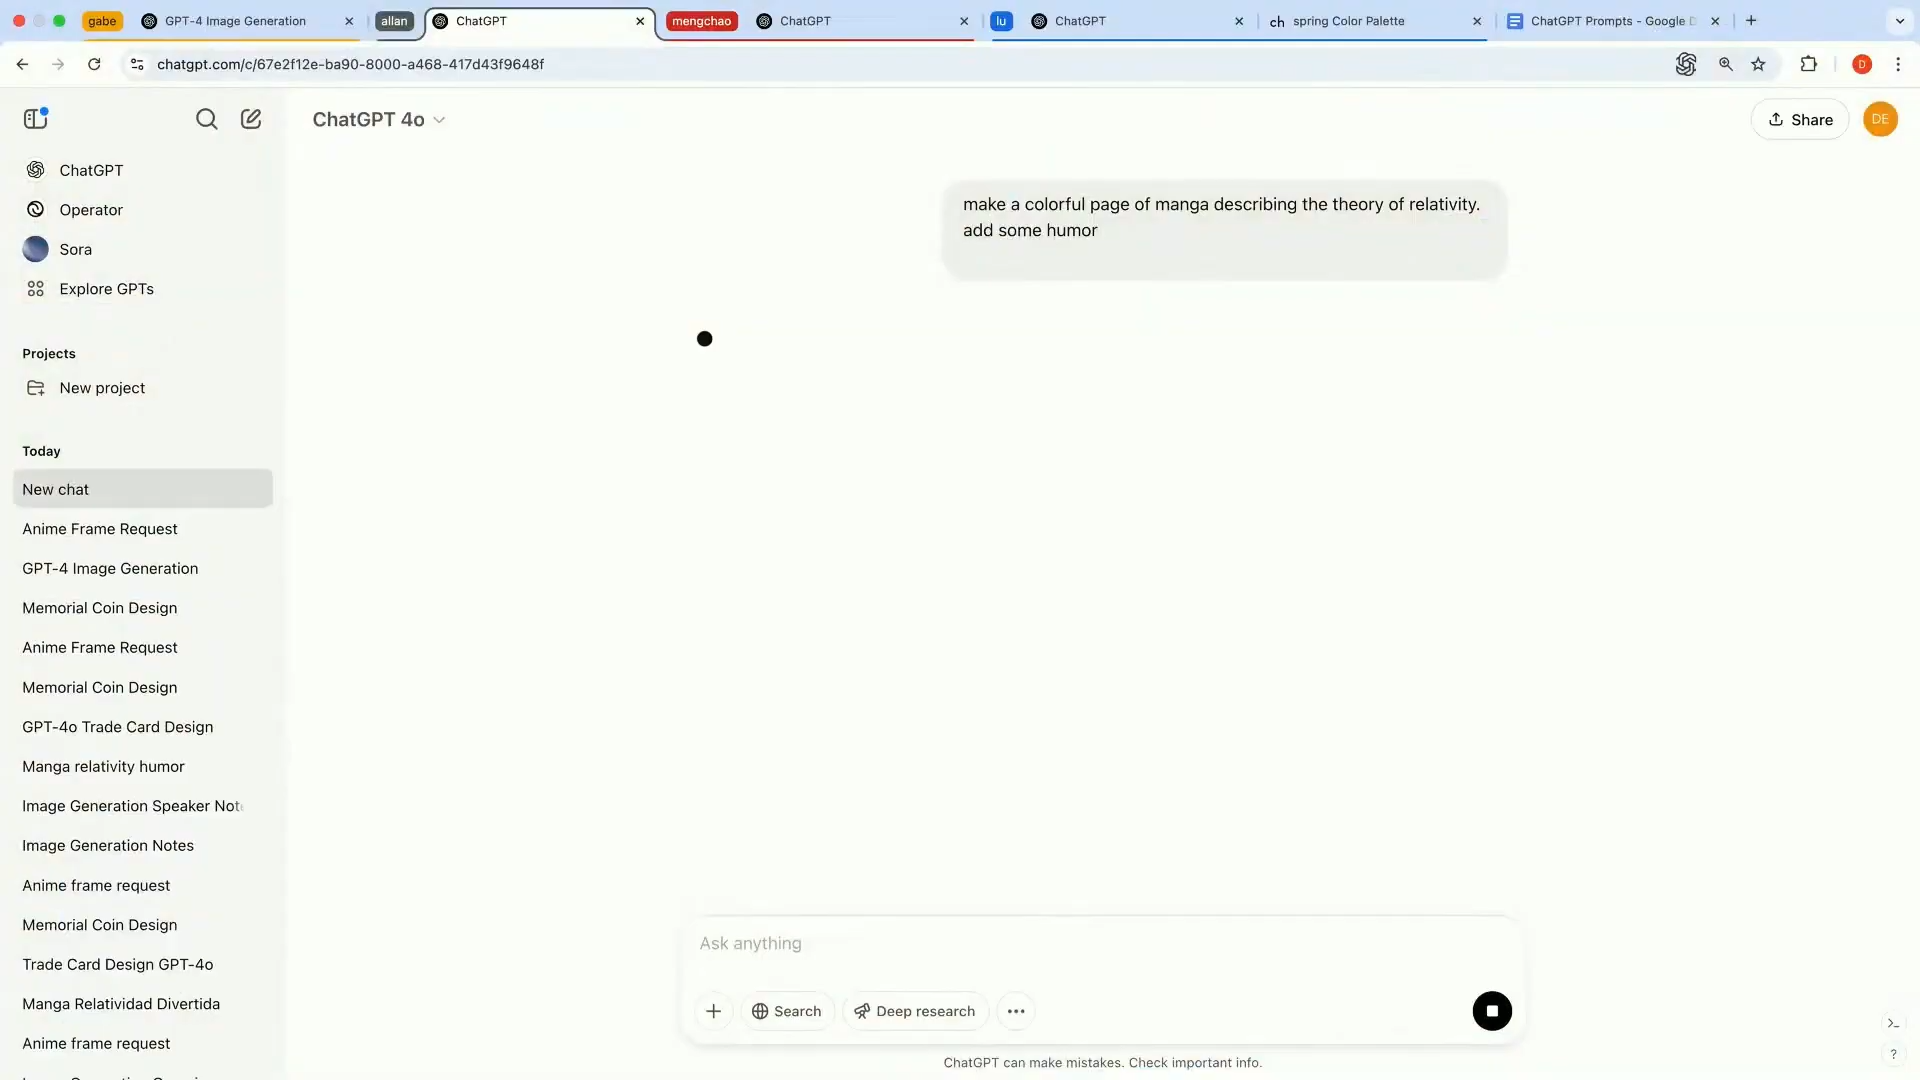 gabe
GPT-4 Image Generation
allan
ChatGPT
mengchao
ChatGPT
lu
ChatGPT
ch spring Color Palette
ChatGPT Prompts - Google D
chatgpt.com/c/67e2f12e-ba90-8000-a468-417d43f9648f
D
ChatGPT 4o
Share
DE
ChatGPT
Operator
Sora
Explore GPTs
Projects
New project
Today
New chat
Anime Frame Request
GPT-4 Image Generation
Memorial Coin Design
Anime Frame Request
Memorial Coin Design
GPT-4o Trade Card Design
Manga relativity humor
Image Generation Speaker Note
Image Generation Notes
Anime frame request
Memorial Coin Design
Trade Card Design GPT-4o
Manga Relatividad Divertida
Anime frame request
make a colorful page of manga describing the theory of relativity.
add some humor
Ask anything
Search
Deep research
ChatGPT can make mistakes. Check important info.
?